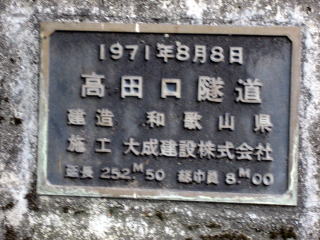 1971年8月8日
高田口隧道
建造 和歌山県
施工 大成建設株式会社
延長 252.M50 総巾員 8.M00